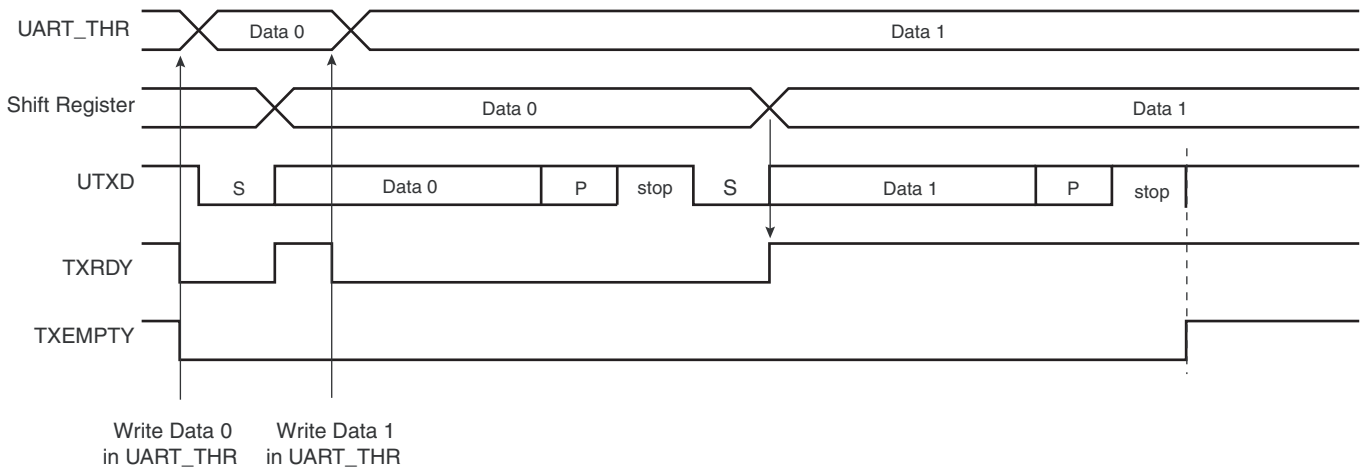 UART_THR Data 0 Data 1
Shift Register Data 0 Data 1
UTXD S Data 0 P stop S Data 1 P stop
TXRDY
TXEMPTY
Write Data 0 Write Data 1
in UART_THR in UART_THR